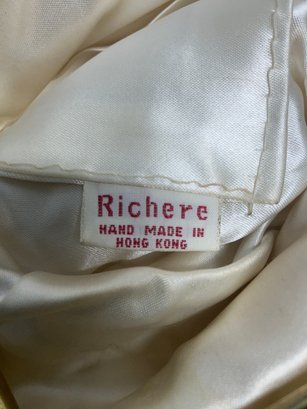 Richere
HAND MADE IN
HONG KONG